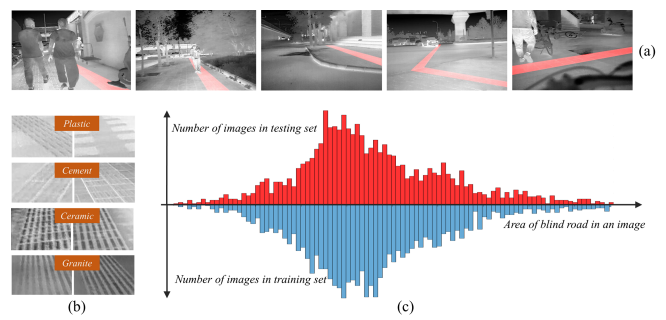 (a)
Plastic
Cement
Ceramic
Granite
(b)
Number of images in testing set
Area of blind road in an image
Number of images in training set
(c)